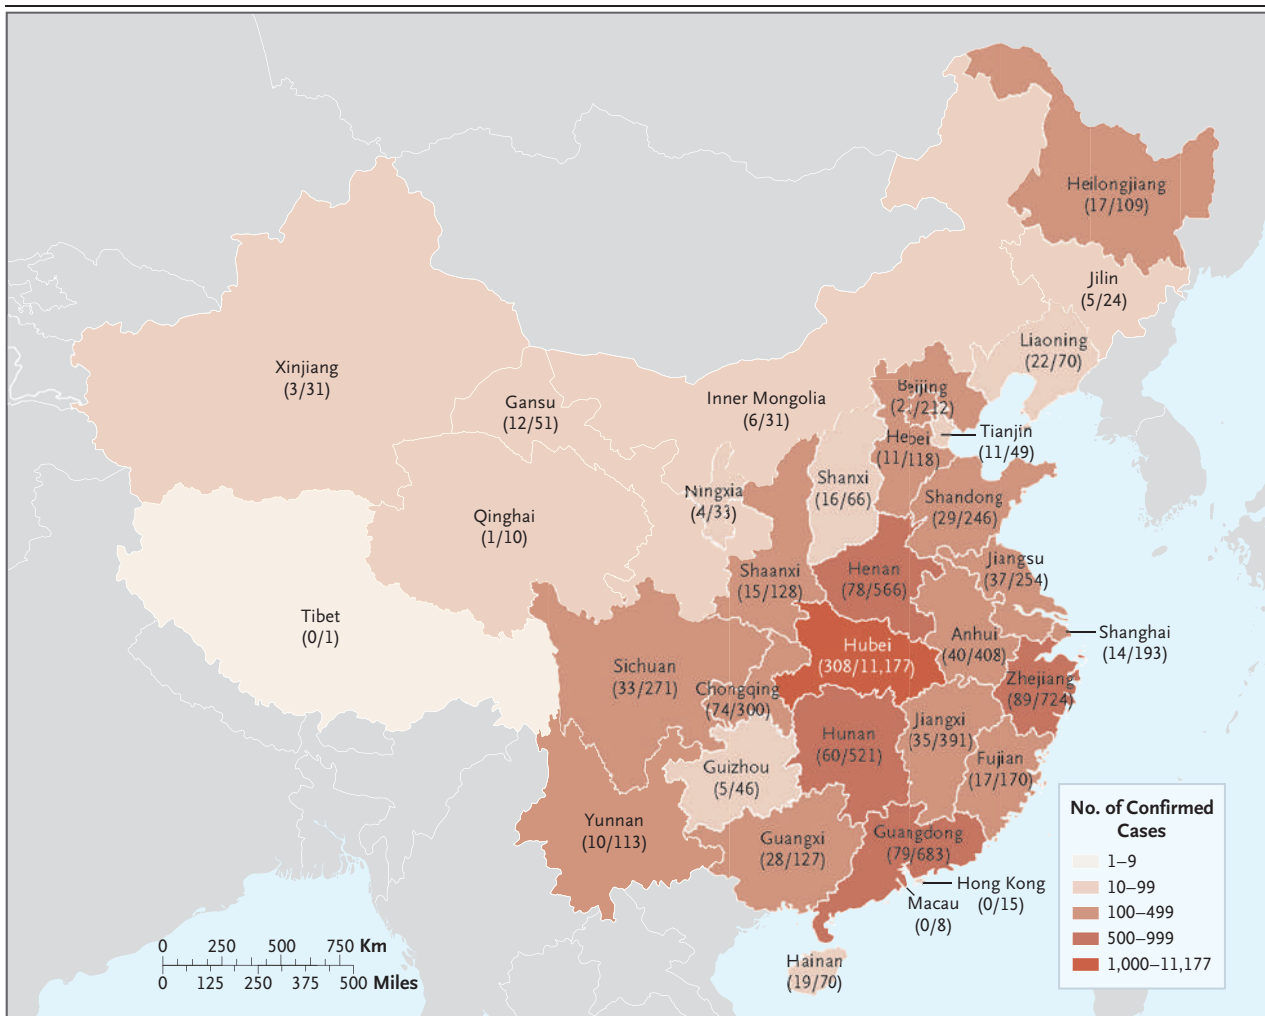 Heilongjiang
(17/109)
Jilin
(5/24)
Liaoning
(22/70)
Xinjiang
(3/31)
Gansu
(12/51)
Inner Mongolia
(6/31)
Beijing
Tianjin
(11/49)
Hebei
(11/118)
Shanxi
(16/66)
Ningxia
(4/33)
Shandong
(29/246)
Qinghai
(1/10)
Shaanxi
(15/128)
Henan
(78/566)
Jiangsu
(37/254)
Tibet
(0/1)
Shanghai
(14/193)
Anhui
(40/408)
Hubei
(308/11,177)
Sichuan
(33/271)
Chongqing
(74/300)
Zhejiang
(89/724)
Jiangxi
(35/391)
Hunan
(60/521)
Fujian
(17/170)
Guizhou
(5/46)
Yunnan
(10/113)
Guangxi
(28/127)
Guangdong
(79/683)
Hong Kong
(0/15)
Macau
(0/8)
Hainan
(19/70)
No. of Confirmed
Cases
1–9
10–99
100–499
500–999
1,000–11,177
0 250 500 750 Km
0 125 250 375 500 Miles